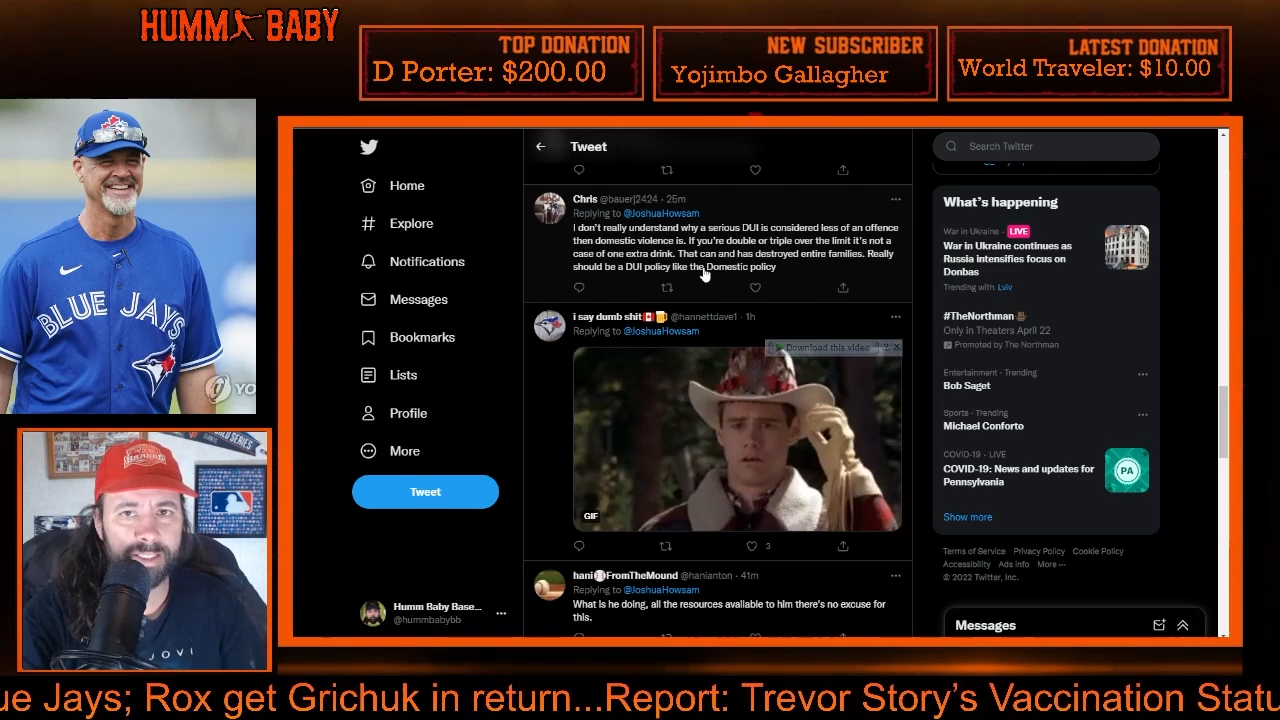 HUMM BABY
TOP DONATION
D Porter: $200.00
NEW SUBSCRIBER
Yojimbo Gallagher
LATEST DONATION
World Traveler: $10.00
BLUE JAYS
YO
JOVI
Home
Explore
Notifications
Messages
Bookmarks
Lists
Profile
More
Tweet
Humm Baby Base...
@hummbabybb
Tweet
Chris @bauerj2424 · 25m
Replying to @JoshuaHowsam
I don't really understand why a serious DUI is considered less of an offence
then domestic violence is. If you're double or triple over the limit it's not a
case of one extra drink. That can and has destroyed entire families. Really
should be a DUI policy like the Domestic policy
i say dumb shit🇨🇦🍺 @hannettdave1 · 1h
Replying to @JoshuaHowsam
Download this video
GIF
3
hani⚾FromTheMound @hanianton · 41m
Replying to @JoshuaHowsam
What is he doing, all the resources available to him there's no excuse for
this.
Search Twitter
What's happening
War in Ukraine · LIVE
War in Ukraine continues as
Russia intensifies focus on
Donbas
Trending with Lviv
#TheNorthman
Only in Theaters April 22
Promoted by The Northman
Entertainment · Trending
Bob Saget
Sports · Trending
Michael Conforto
COVID-19 · LIVE
COVID-19: News and updates for
Pennsylvania
PA
Show more
Terms of Service Privacy Policy Cookie Policy
Accessibility Ads info More ···
© 2022 Twitter, Inc.
Messages
ue Jays; Rox get Grichuk in return...Report: Trevor Story's Vaccination Statu